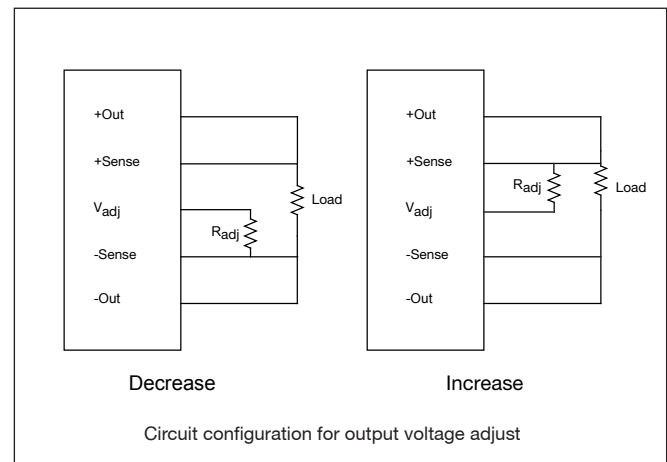 +Out
+Sense
Vadj
-Sense
-Out
Radj
Load
Decrease
+Out
+Sense
Vadj
-Sense
-Out
Radj
Load
Increase
Circuit configuration for output voltage adjust